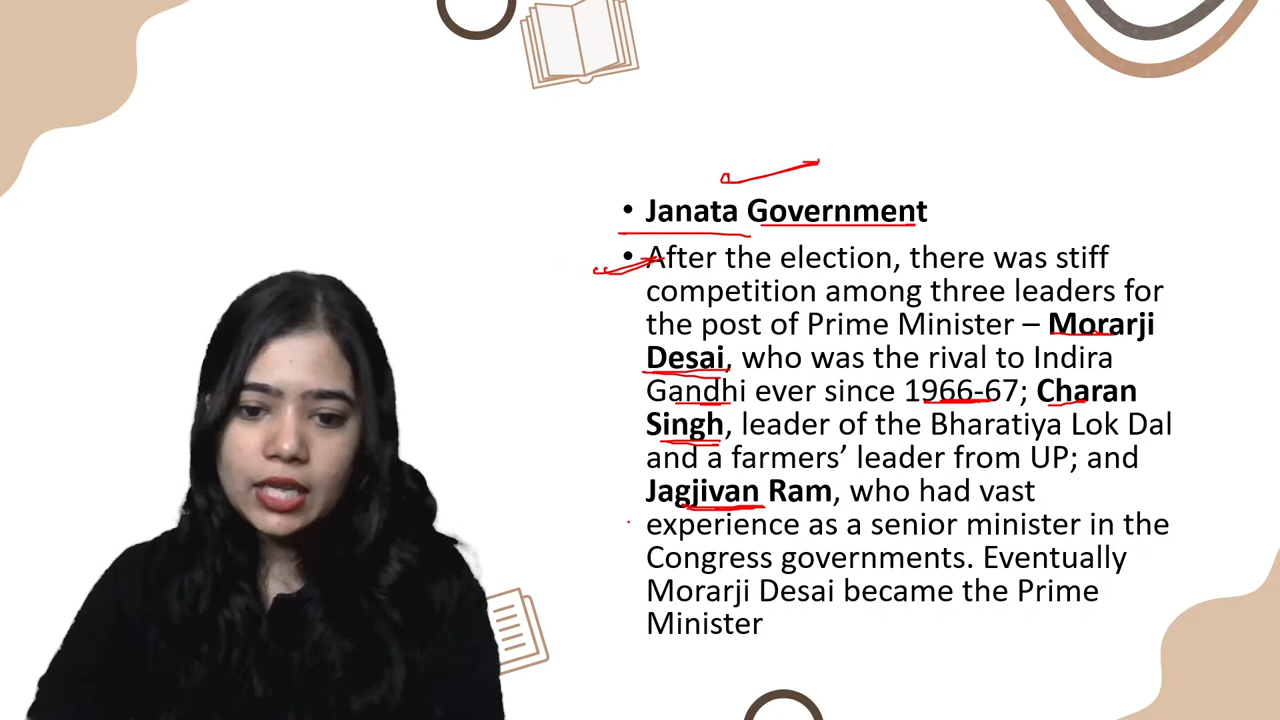 • Janata Government
• After the election, there was stiff
competition among three leaders for
the post of Prime Minister – Morarji
Desai, who was the rival to Indira
Gandhi ever since 1966-67; Charan
Singh, leader of the Bharatiya Lok Dal
and a farmers’ leader from UP; and
Jagjivan Ram, who had vast
experience as a senior minister in the
Congress governments. Eventually
Morarji Desai became the Prime
Minister